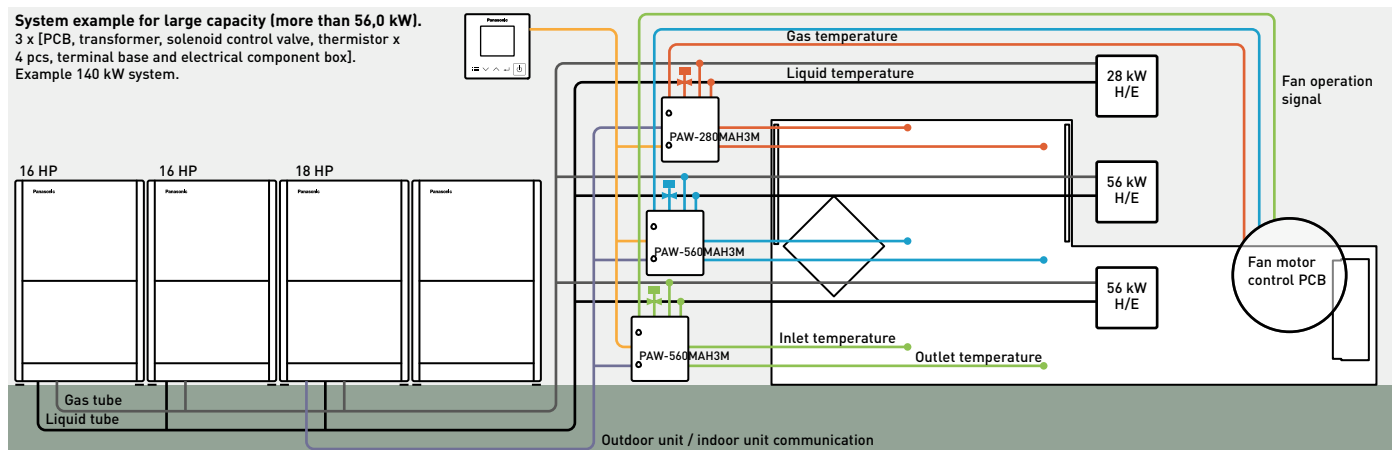 System example for large capacity (more than 56,0 kW).
3 x [PCB, transformer, solenoid control valve, thermistor x
4 pcs, terminal base and electrical component box].
Example 140 kW system.
Panasonic
Gas temperature
Liquid temperature
28 kW
H/E
Fan operation
signal
PAW-280MAH3M
16 HP
16 HP
18 HP
Panasonic
Panasonic
Panasonic
Panasonic
56 kW
H/E
PAW-560MAH3M
Fan motor
control PCB
56 kW
H/E
PAW-560MAH3M
Inlet temperature
Outlet temperature
Gas tube
Liquid tube
Outdoor unit / indoor unit communication